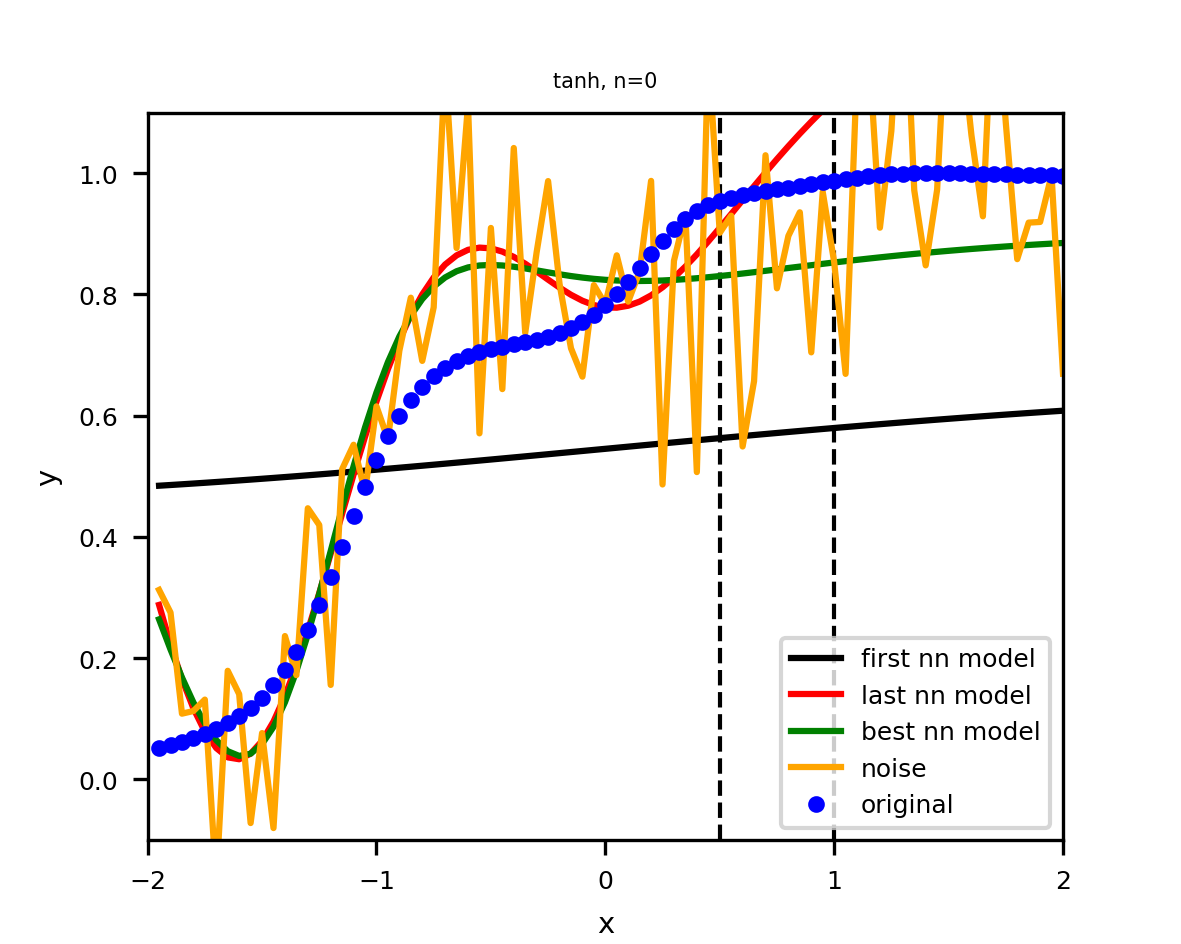 tanh, n=0
y
1.0
0.8
0.6
0.4
0.2
0.0
first nn model
last nn model
best nn model
noise
original
−2
−1
0
1
2
x